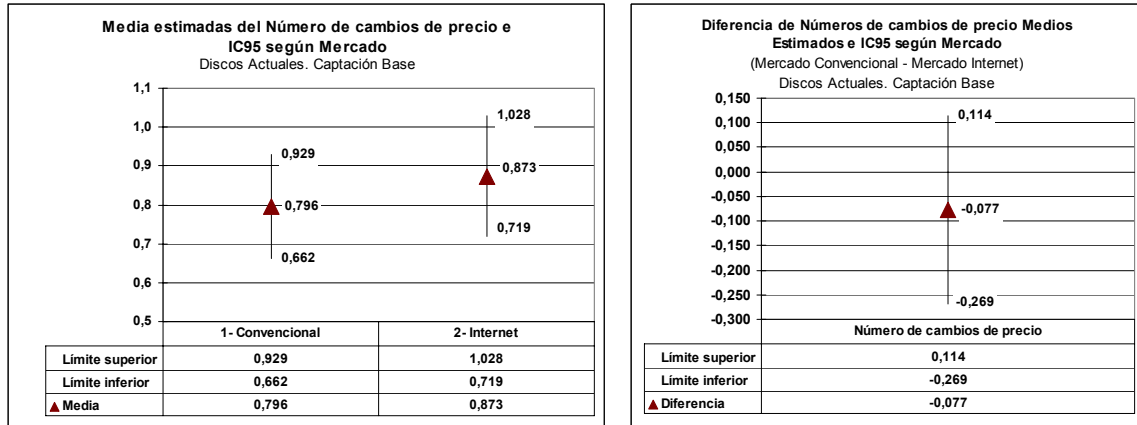 Media estimadas del Número de cambios de precio e
IC95 según Mercado
Discos Actuales. Captación Base
1,1
1,0
0,9
0,8
0,7
0,6
0,5
0,929
0,796
0,662
1,028
0,873
0,719
1- Convencional 2- Internet
Límite superior 0,929 1,028
Límite inferior 0,662 0,719
Media 0,796 0,873
Diferencia de Números de cambios de precio Medios
Estimados e IC95 según Mercado
(Mercado Convencional - Mercado Internet)
Discos Actuales. Captación Base
0,150
0,100
0,050
0,000
-0,050
-0,100
-0,150
-0,200
-0,250
-0,300
0,114
-0,077
-0,269
Número de cambios de precio
Límite superior 0,114
Límite inferior -0,269
Diferencia -0,077